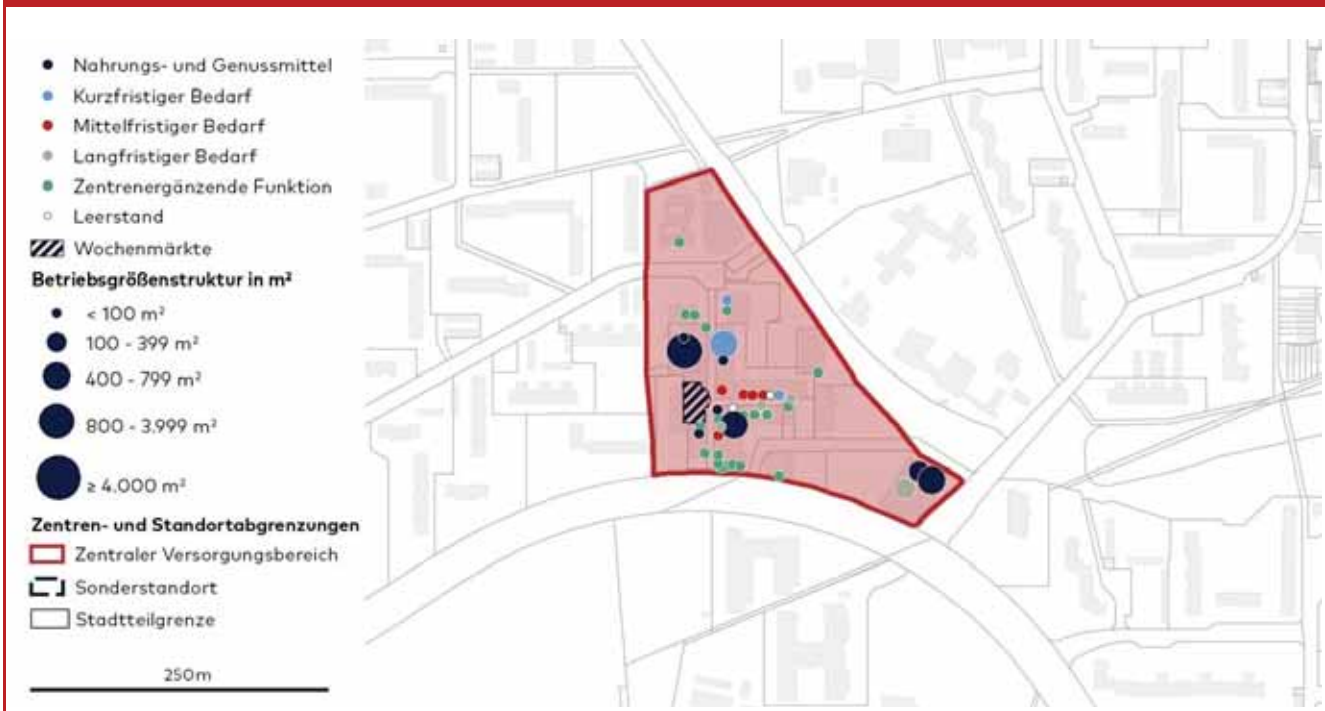 Nahrungs- und Genussmittel
Kurzfristiger Bedarf
Mittelfristiger Bedarf
Langfristiger Bedarf
Zentrenergänzende Funktion
Leerstand
Wochenmärkte
Betriebsgrößenstruktur in m²
< 100 m²
100 - 399 m²
400 - 799 m²
800 - 3.999 m²
≥ 4.000 m²
Zentren- und Standortabgrenzungen
Zentraler Versorgungsbereich
Sonderstandort
Stadtteilgrenze
250m